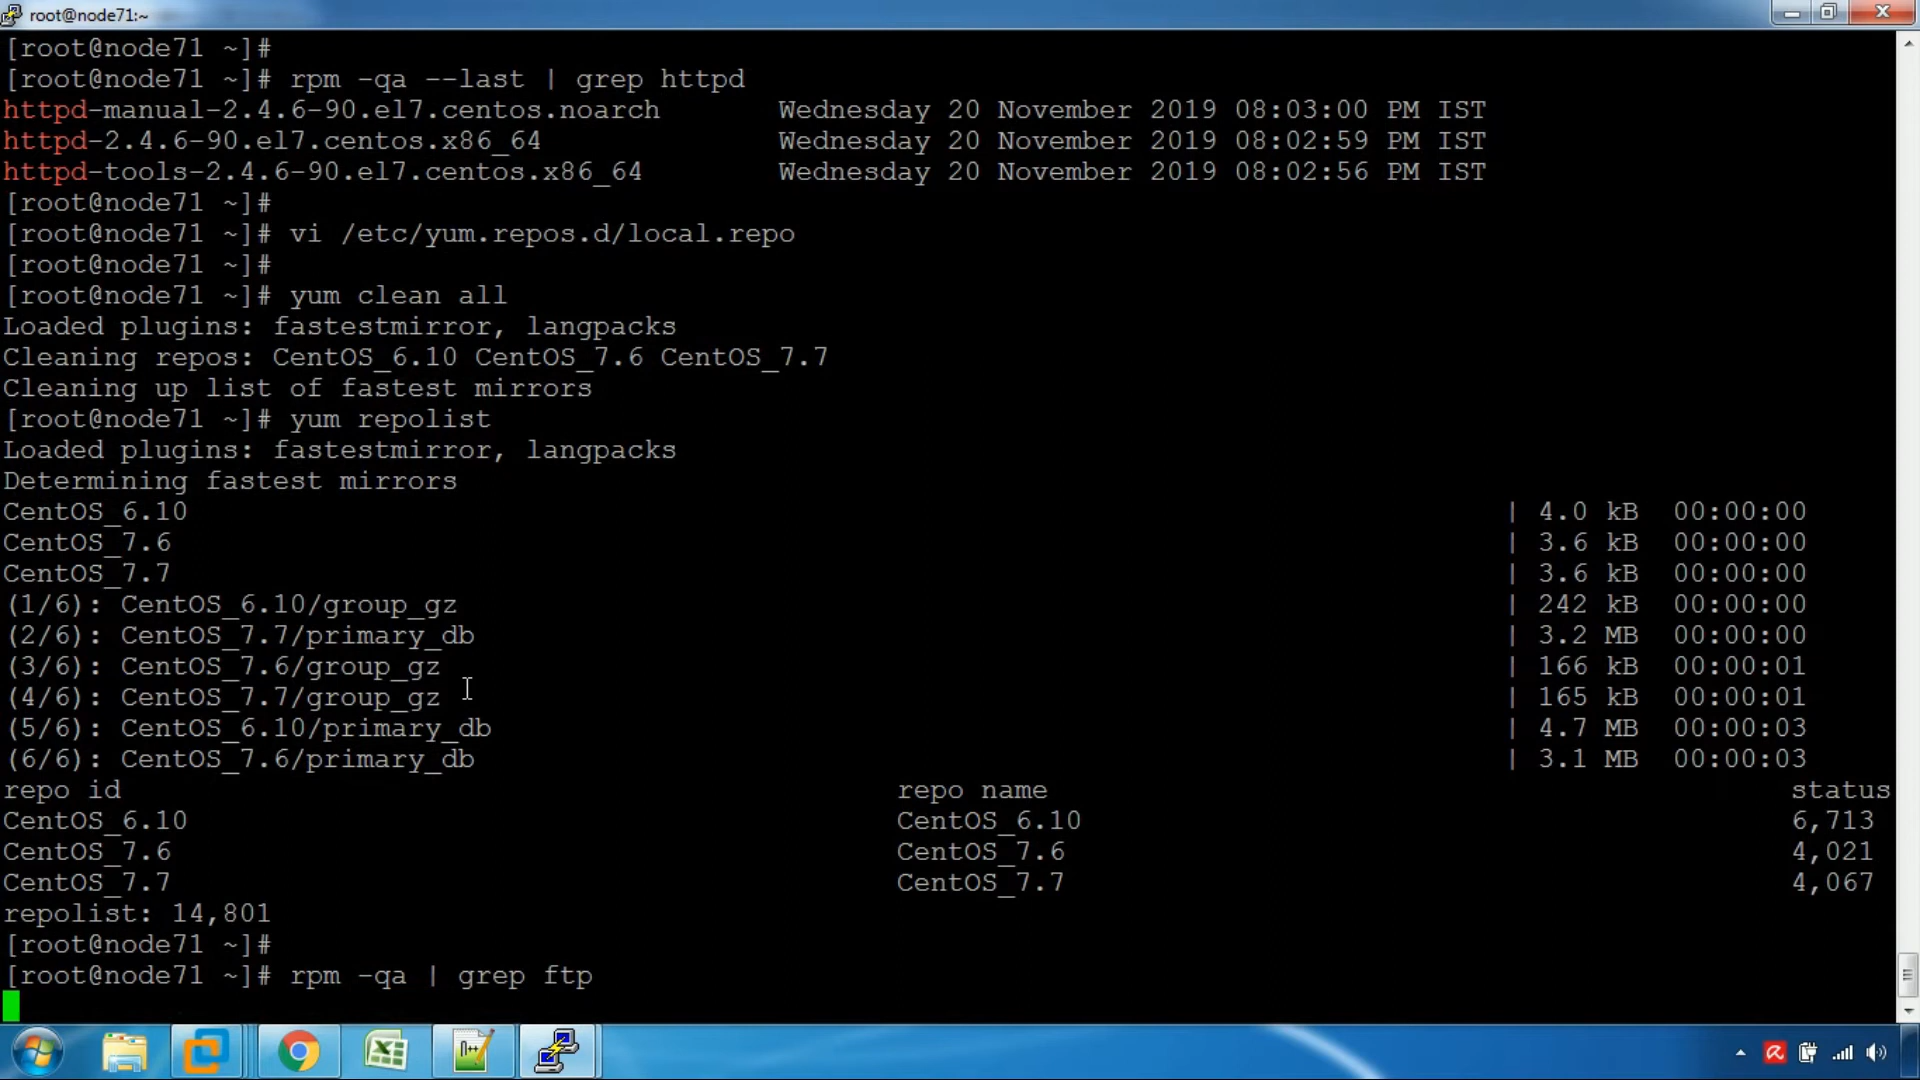 root@node71:~
[root@node71 ~]#
[root@node71 ~]# rpm -qa --last | grep httpd
httpd-manual-2.4.6-90.el7.centos.noarch       Wednesday 20 November 2019 08:03:00 PM IST
httpd-2.4.6-90.el7.centos.x86_64              Wednesday 20 November 2019 08:02:59 PM IST
httpd-tools-2.4.6-90.el7.centos.x86_64        Wednesday 20 November 2019 08:02:56 PM IST
[root@node71 ~]#
[root@node71 ~]# vi /etc/yum.repos.d/local.repo
[root@node71 ~]#
[root@node71 ~]# yum clean all
Loaded plugins: fastestmirror, langpacks
Cleaning repos: CentOS_6.10 CentOS_7.6 CentOS_7.7
Cleaning up list of fastest mirrors
[root@node71 ~]# yum repolist
Loaded plugins: fastestmirror, langpacks
Determining fastest mirrors
CentOS_6.10 | 4.0 kB 00:00:00
CentOS_7.6 | 3.6 kB 00:00:00
CentOS_7.7 | 3.6 kB 00:00:00
(1/6): CentOS_6.10/group_gz | 242 kB 00:00:00
(2/6): CentOS_7.7/primary_db | 3.2 MB 00:00:00
(3/6): CentOS_7.6/group_gz | 166 kB 00:00:01
(4/6): CentOS_7.7/group_gz | 165 kB 00:00:01
(5/6): CentOS_6.10/primary_db | 4.7 MB 00:00:03
(6/6): CentOS_7.6/primary_db | 3.1 MB 00:00:03
repo id repo name status
CentOS_6.10 CentOS_6.10 6,713
CentOS_7.6 CentOS_7.6 4,021
CentOS_7.7 CentOS_7.7 4,067
repolist: 14,801
[root@node71 ~]#
[root@node71 ~]# rpm -qa | grep ftp